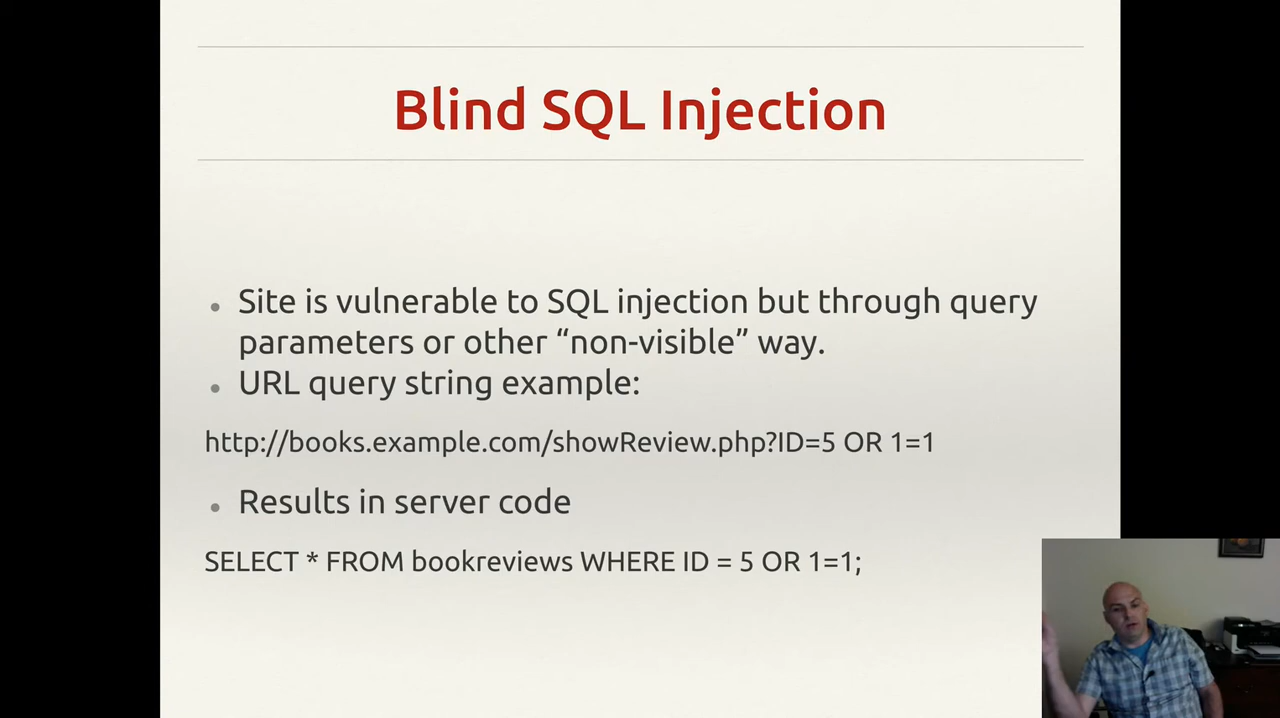 Blind SQL Injection
Site is vulnerable to SQL injection but through query
parameters or other “non-visible” way.
URL query string example:
http://books.example.com/showReview.php?ID=5 OR 1=1
Results in server code
SELECT * FROM bookreviews WHERE ID = 5 OR 1=1;